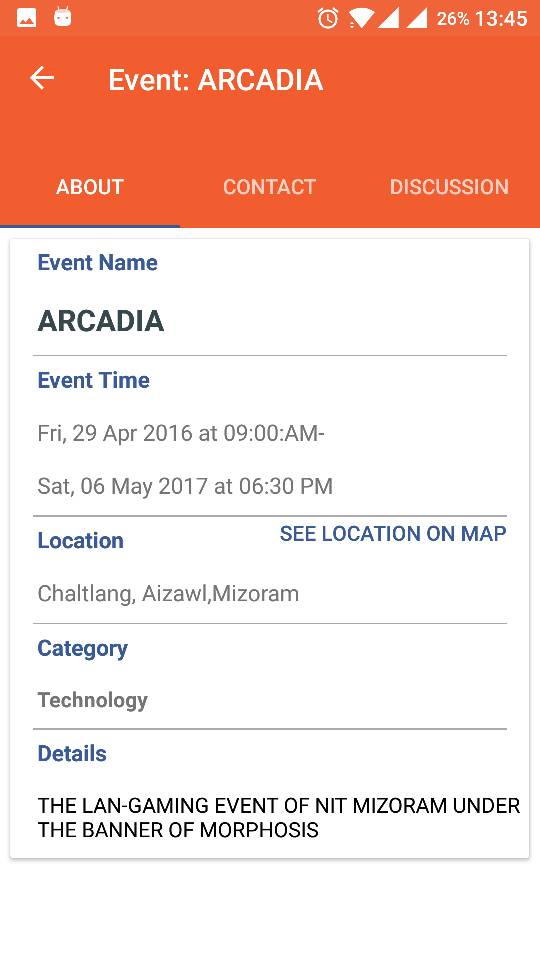 26% 13:45
Event: ARCADIA
ABOUT CONTACT DISCUSSION
Event Name
ARCADIA
Event Time
Fri, 29 Apr 2016 at 09:00:AM-
Sat, 06 May 2017 at 06:30 PM
Location SEE LOCATION ON MAP
Chaltlang, Aizawl,Mizoram
Category
Technology
Details
THE LAN-GAMING EVENT OF NIT MIZORAM UNDER
THE BANNER OF MORPHOSIS